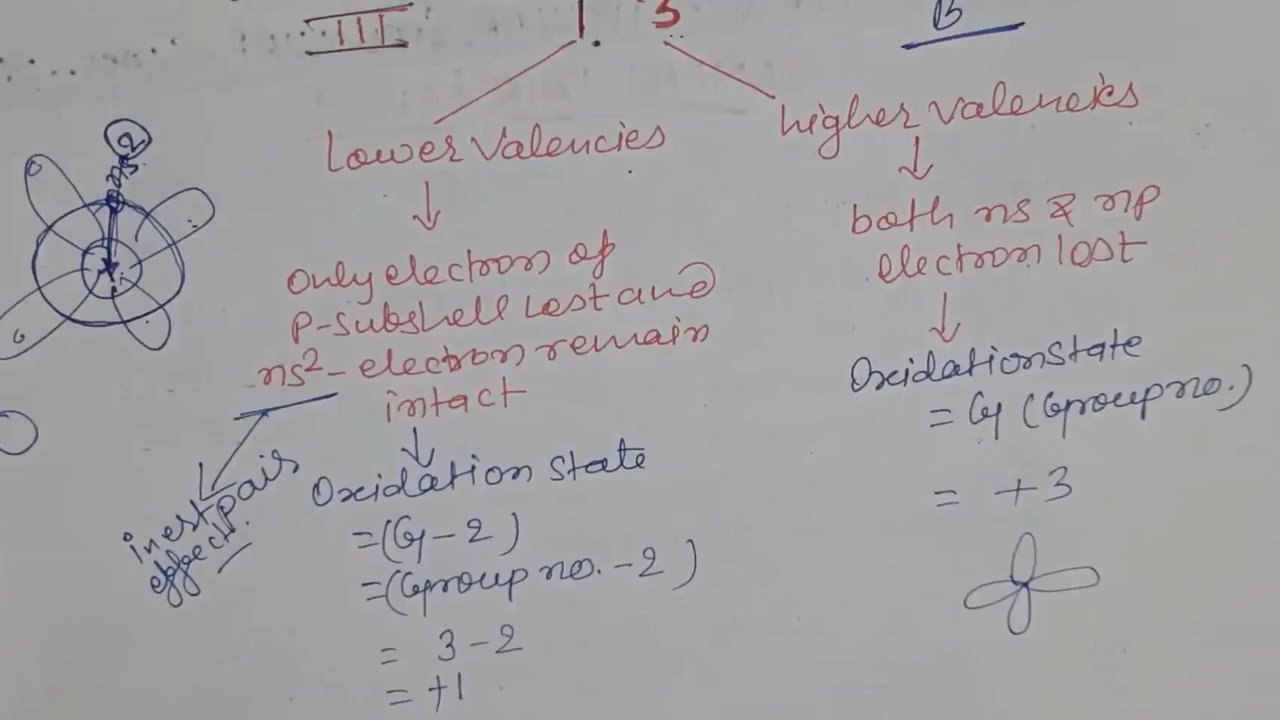 III
1
3
B
Lower Valencies
higher valencies
only electron of
P-subshell lost and
ns²-electron remain
intact
both ns & np
electron lost
inert pair
effect.
Oxidation state
=(G-2)
=(Group no.-2)
= 3-2
= +1
Oxidation state
= G (Group no.)
= +3